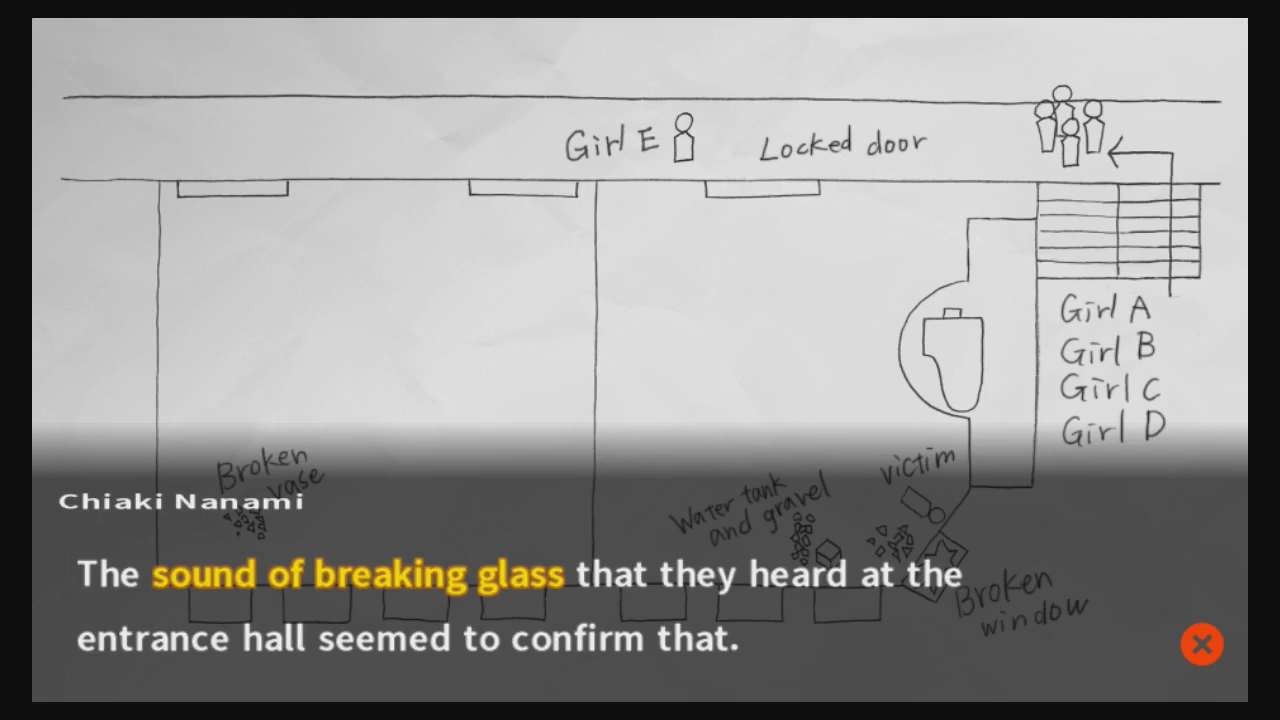 Girl E
Locked door
Girl A
Girl B
Girl C
Girl D
Broken
vase
Water tank
and gravel
victim
Broken
window
Chiaki Nanami
The sound of breaking glass that they heard at the
entrance hall seemed to confirm that.